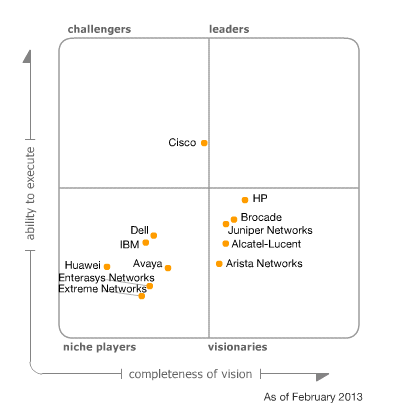 challengers
leaders
Cisco
HP
Brocade
Juniper Networks
Dell
IBM
Alcatel-Lucent
Huawei
Avaya
Arista Networks
Enterasys Networks
Extreme Networks
niche players
visionaries
ability to execute
completeness of vision
As of February 2013